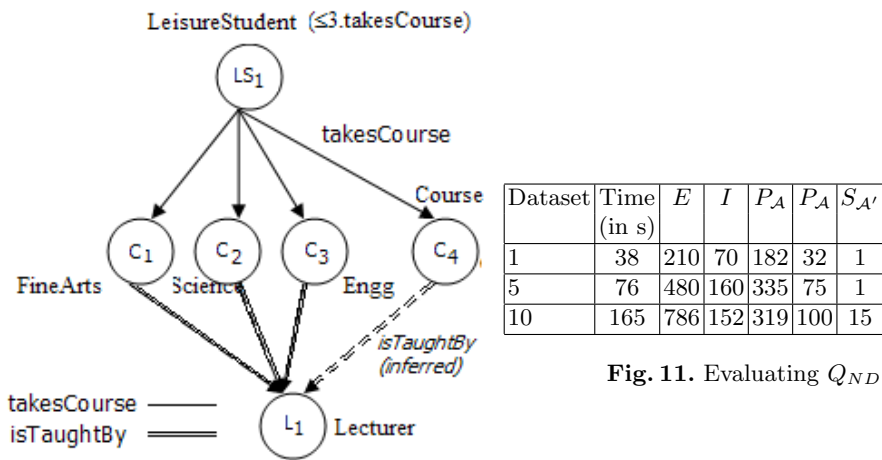 LeisureStudent (≤3.takesCourse)
LS1
takesCourse
Course
C1 C2 C3 C4
FineArts Science Engg
isTaughtBy
(inferred)
takesCourse
isTaughtBy
L1 Lecturer
Dataset Time (in s) E I P𝒜 P𝒜 S𝒜′
1 38 210 70 182 32 1
5 76 480 160 335 75 1
10 165 786 152 319 100 15
Fig. 11. Evaluating QND